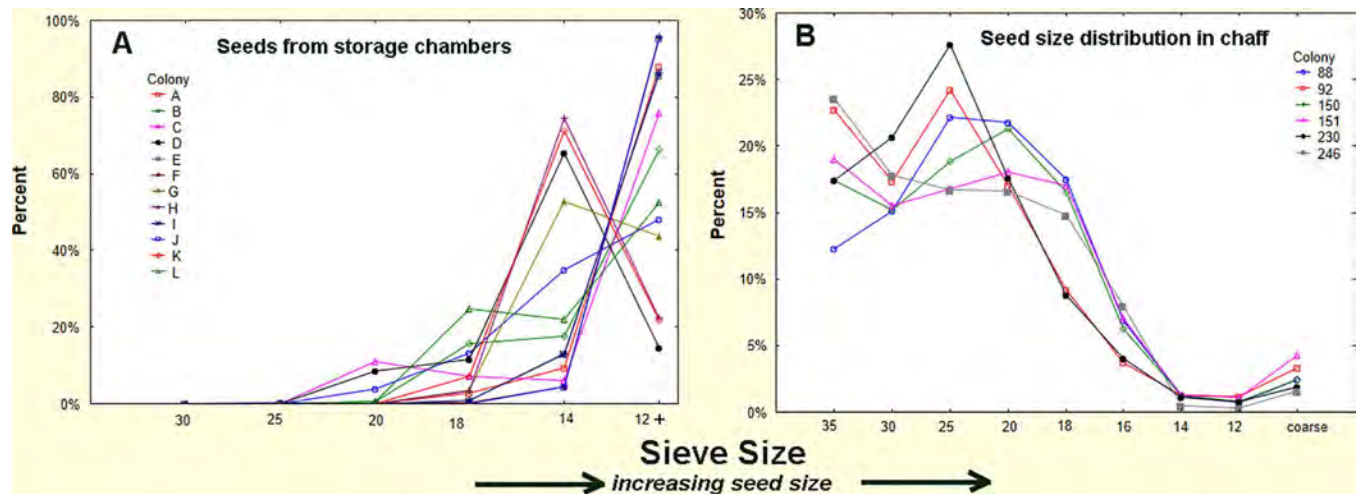 A
Seeds from storage chambers
Percent
100%
80%
60%
40%
20%
0%
Colony
A
B
C
D
E
F
G
H
I
J
K
L
30
25
20
18
14
12 +
B
Seed size distribution in chaff
Percent
30%
25%
20%
15%
10%
5%
0%
Colony
88
92
150
151
230
246
35
30
25
20
18
16
14
12
coarse
Sieve Size
increasing seed size